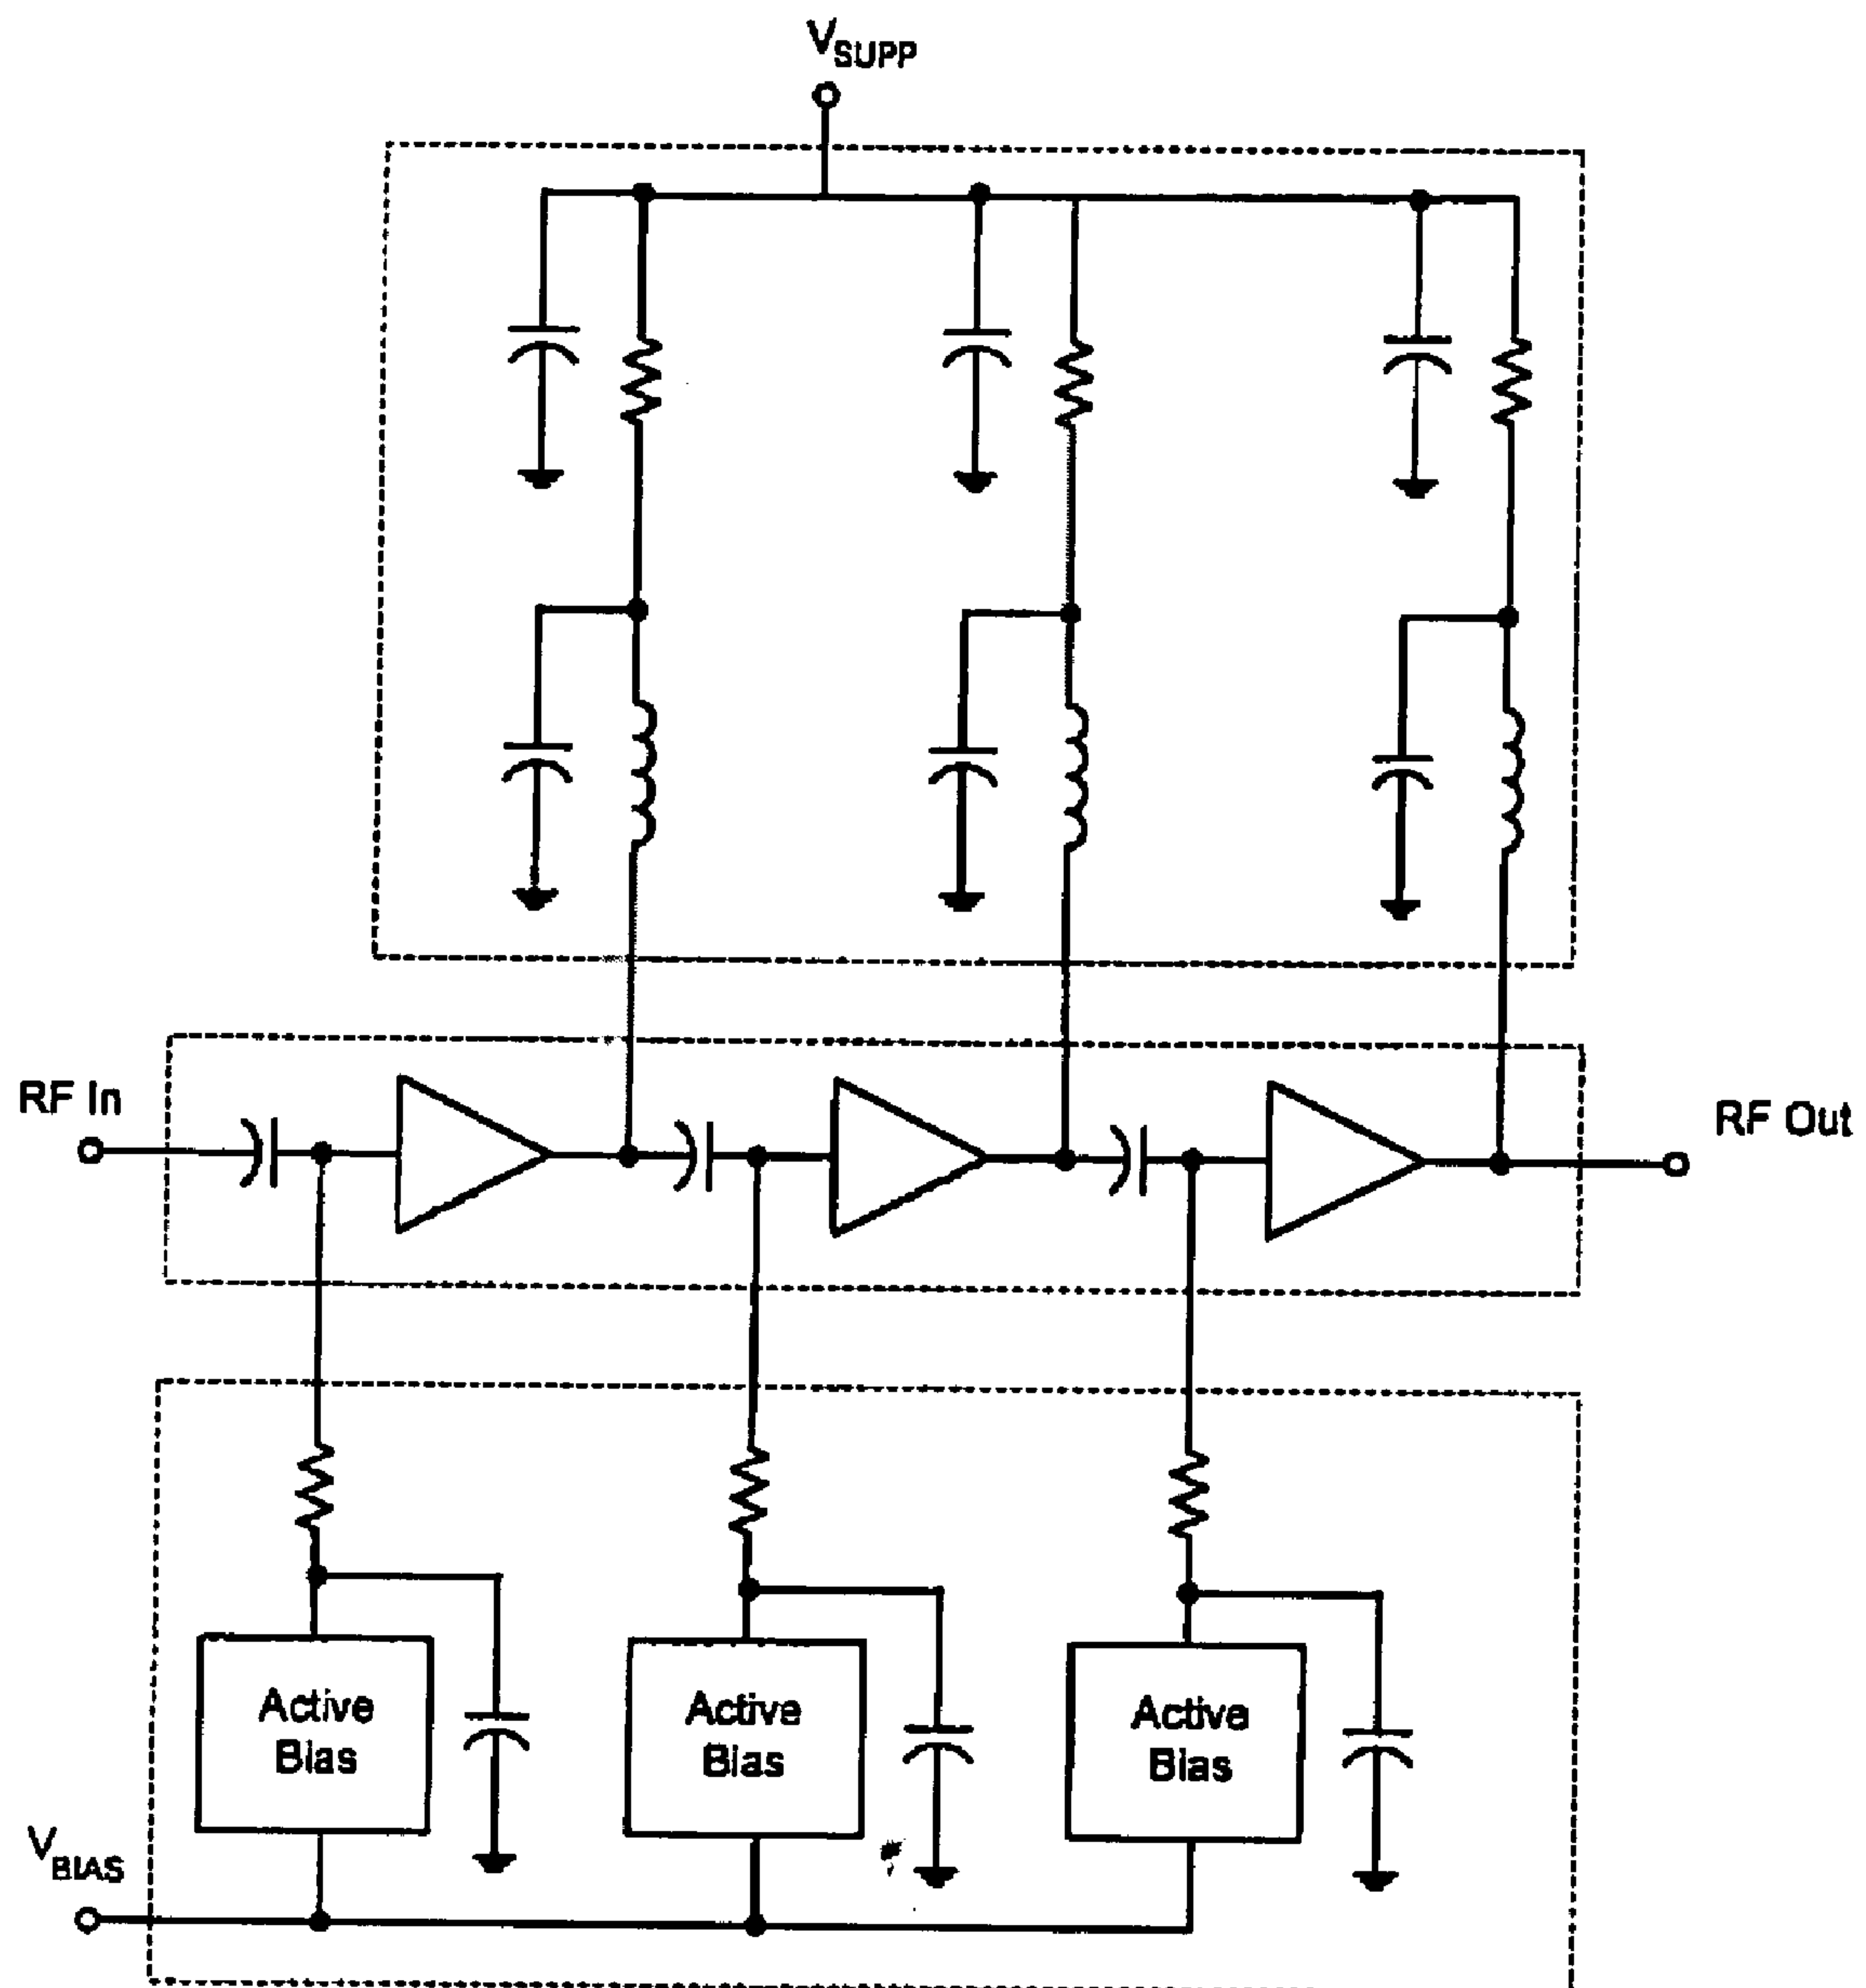 VSUPP
RF In
RF Out
Active
Bias
Active
Bias
Active
Bias
VBIAS